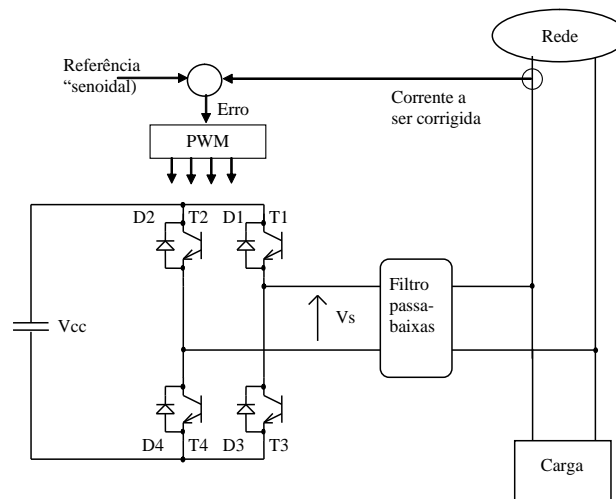 Rede
Referência
“senoidal)
Corrente a
ser corrigida
Erro
PWM
D2 T2 D1 T1
Filtro
passa-
baixas
Vcc
Vs
D4 T4 D3 T3
Carga